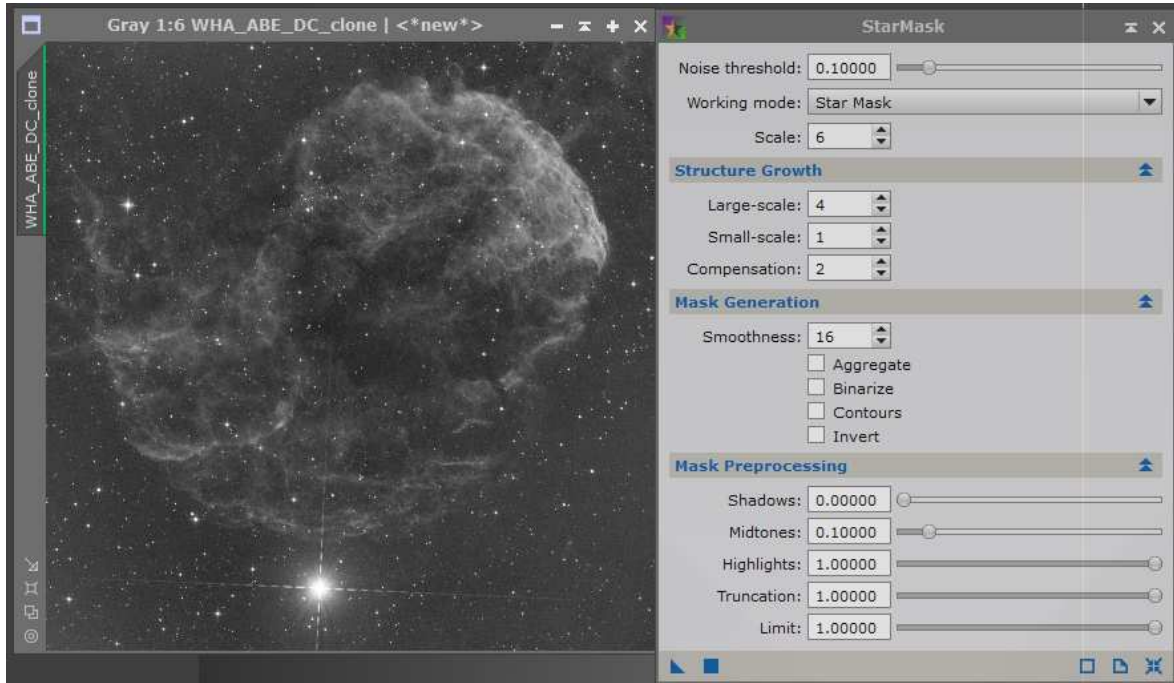 Gray 1:6 WHA_ABE_DC_clone | <*new*>
WHA_ABE_DC_clone
StarMask
Noise threshold: 0.10000
Working mode: Star Mask
Scale: 6
Structure Growth
Large-scale: 4
Small-scale: 1
Compensation: 2
Mask Generation
Smoothness: 16
Aggregate
Binarize
Contours
Invert
Mask Preprocessing
Shadows: 0.00000
Midtones: 0.10000
Highlights: 1.00000
Truncation: 1.00000
Limit: 1.00000